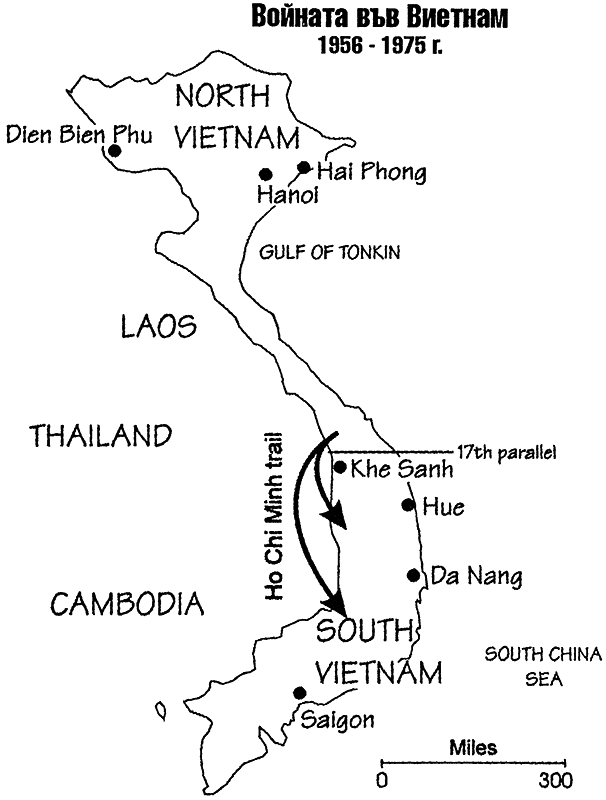 Войната във Виетнам
1956 - 1975 г.
NORTH
VIETNAM
Dien Bien Phu
Hai Phong
Hanoi
GULF OF TONKIN
LAOS
THAILAND
Ho Chi Minh trail
17th parallel
Khe Sanh
Hue
Da Nang
CAMBODIA
SOUTH
VIETNAM
SOUTH CHINA
SEA
Saigon
Miles
0 300